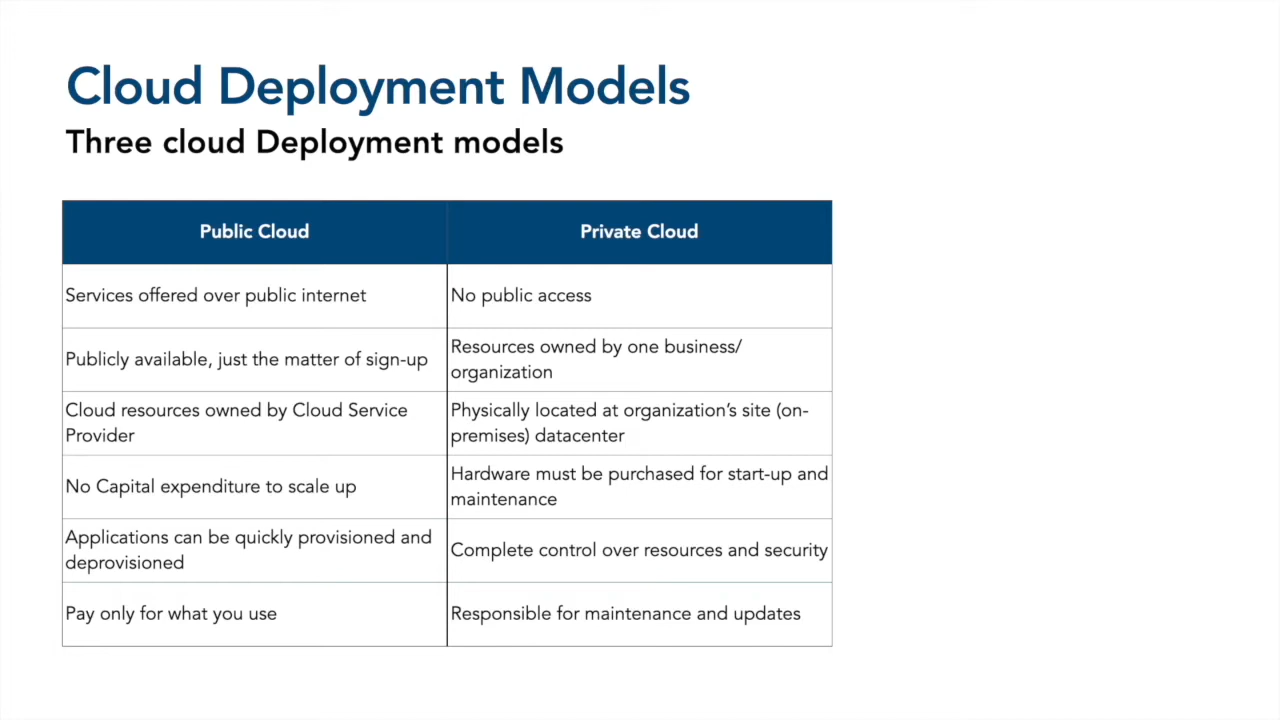 Cloud Deployment Models
Three cloud Deployment models
Public Cloud
Private Cloud
Services offered over public internet
No public access
Publicly available, just the matter of sign-up
Resources owned by one business/
organization
Cloud resources owned by Cloud Service
Provider
Physically located at organization’s site (on-
premises) datacenter
No Capital expenditure to scale up
Hardware must be purchased for start-up and
maintenance
Applications can be quickly provisioned and
deprovisioned
Complete control over resources and security
Pay only for what you use
Responsible for maintenance and updates